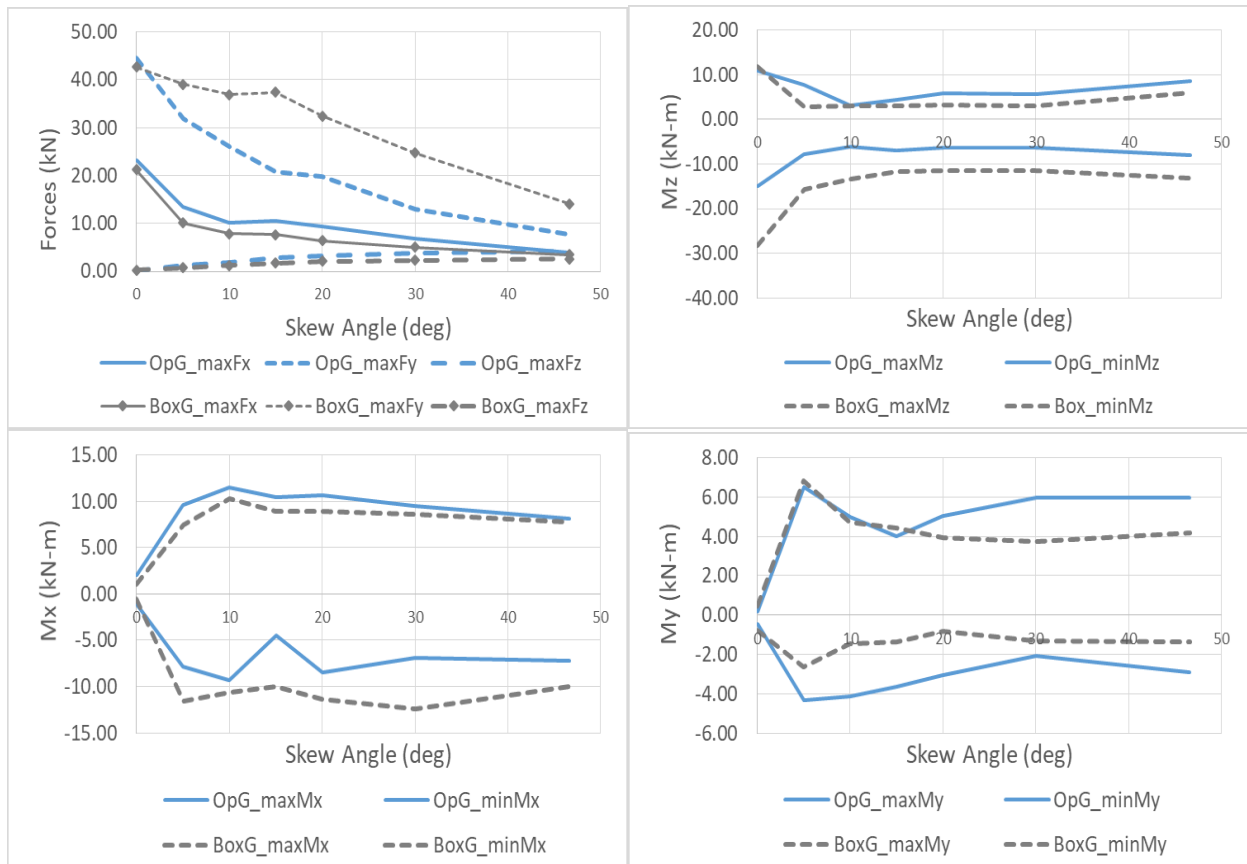 50.00
40.00
30.00
20.00
10.00
0.00
Forces (kN)
0 10 20 30 40 50
Skew Angle (deg)
OpG_maxFx OpG_maxFy OpG_maxFz
BoxG_maxFx BoxG_maxFy BoxG_maxFz
20.00
10.00
0.00
-10.00
-20.00
-30.00
-40.00
Mz (kN-m)
0 10 20 30 40 50
Skew Angle (deg)
OpG_maxMz OpG_minMz
BoxG_maxMz Box_minMz
15.00
10.00
5.00
0.00
-5.00
-10.00
-15.00
Mx (kN-m)
0 10 20 30 40 50
Skew Angle (deg)
OpG_maxMx OpG_minMx
BoxG_maxMx BoxG_minMx
8.00
6.00
4.00
2.00
0.00
-2.00
-4.00
-6.00
My (kN-m)
0 10 20 30 40 50
Skew Angle (deg)
OpG_maxMy OpG_minMy
BoxG_maxMy BoxG_minMy